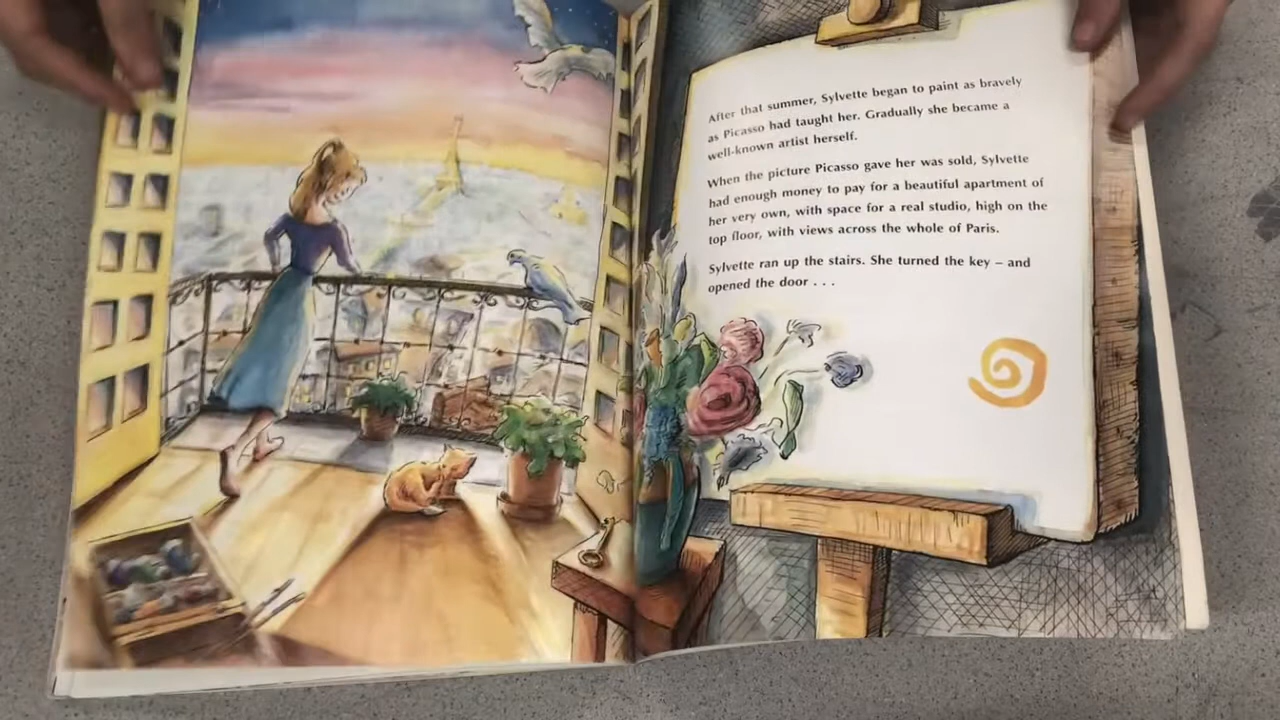 After that summer, Sylvette began to paint as bravely
as Picasso had taught her. Gradually she became a
well-known artist herself.
When the picture Picasso gave her was sold, Sylvette
had enough money to pay for a beautiful apartment of
her very own, with space for a real studio, high on the
top floor, with views across the whole of Paris.
Sylvette ran up the stairs. She turned the key – and
opened the door . . .